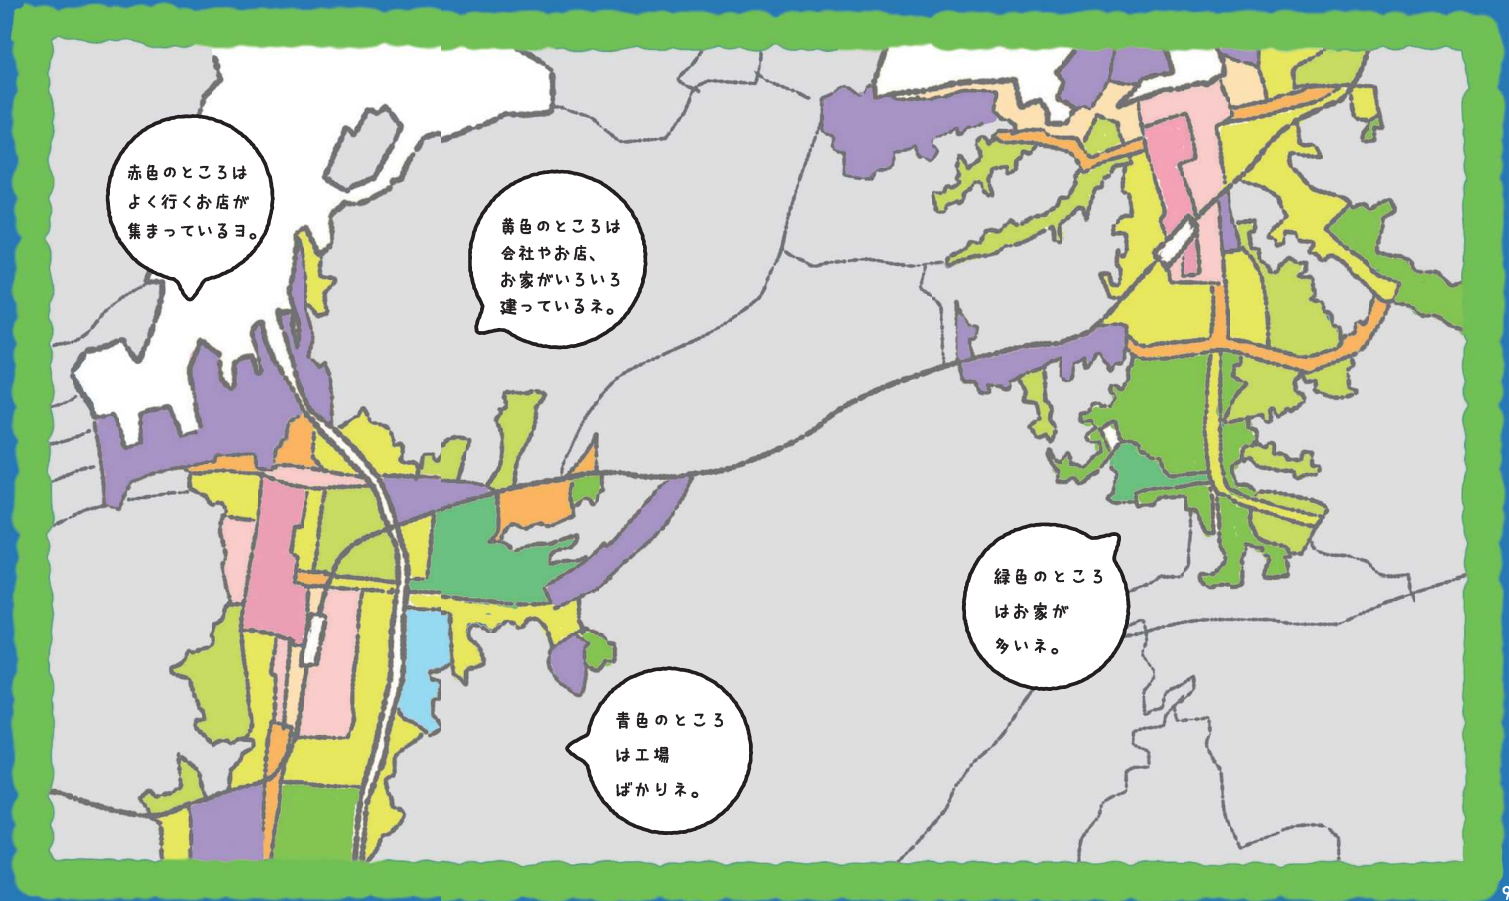 赤色のところは
よく行くお店が
集まっているヨ。
黄色のところは
会社やお店、
お家がいろいろ
建っているネ。
緑色のところ
はお家が
多いネ。
青色のところ
は工場
ばかりネ。